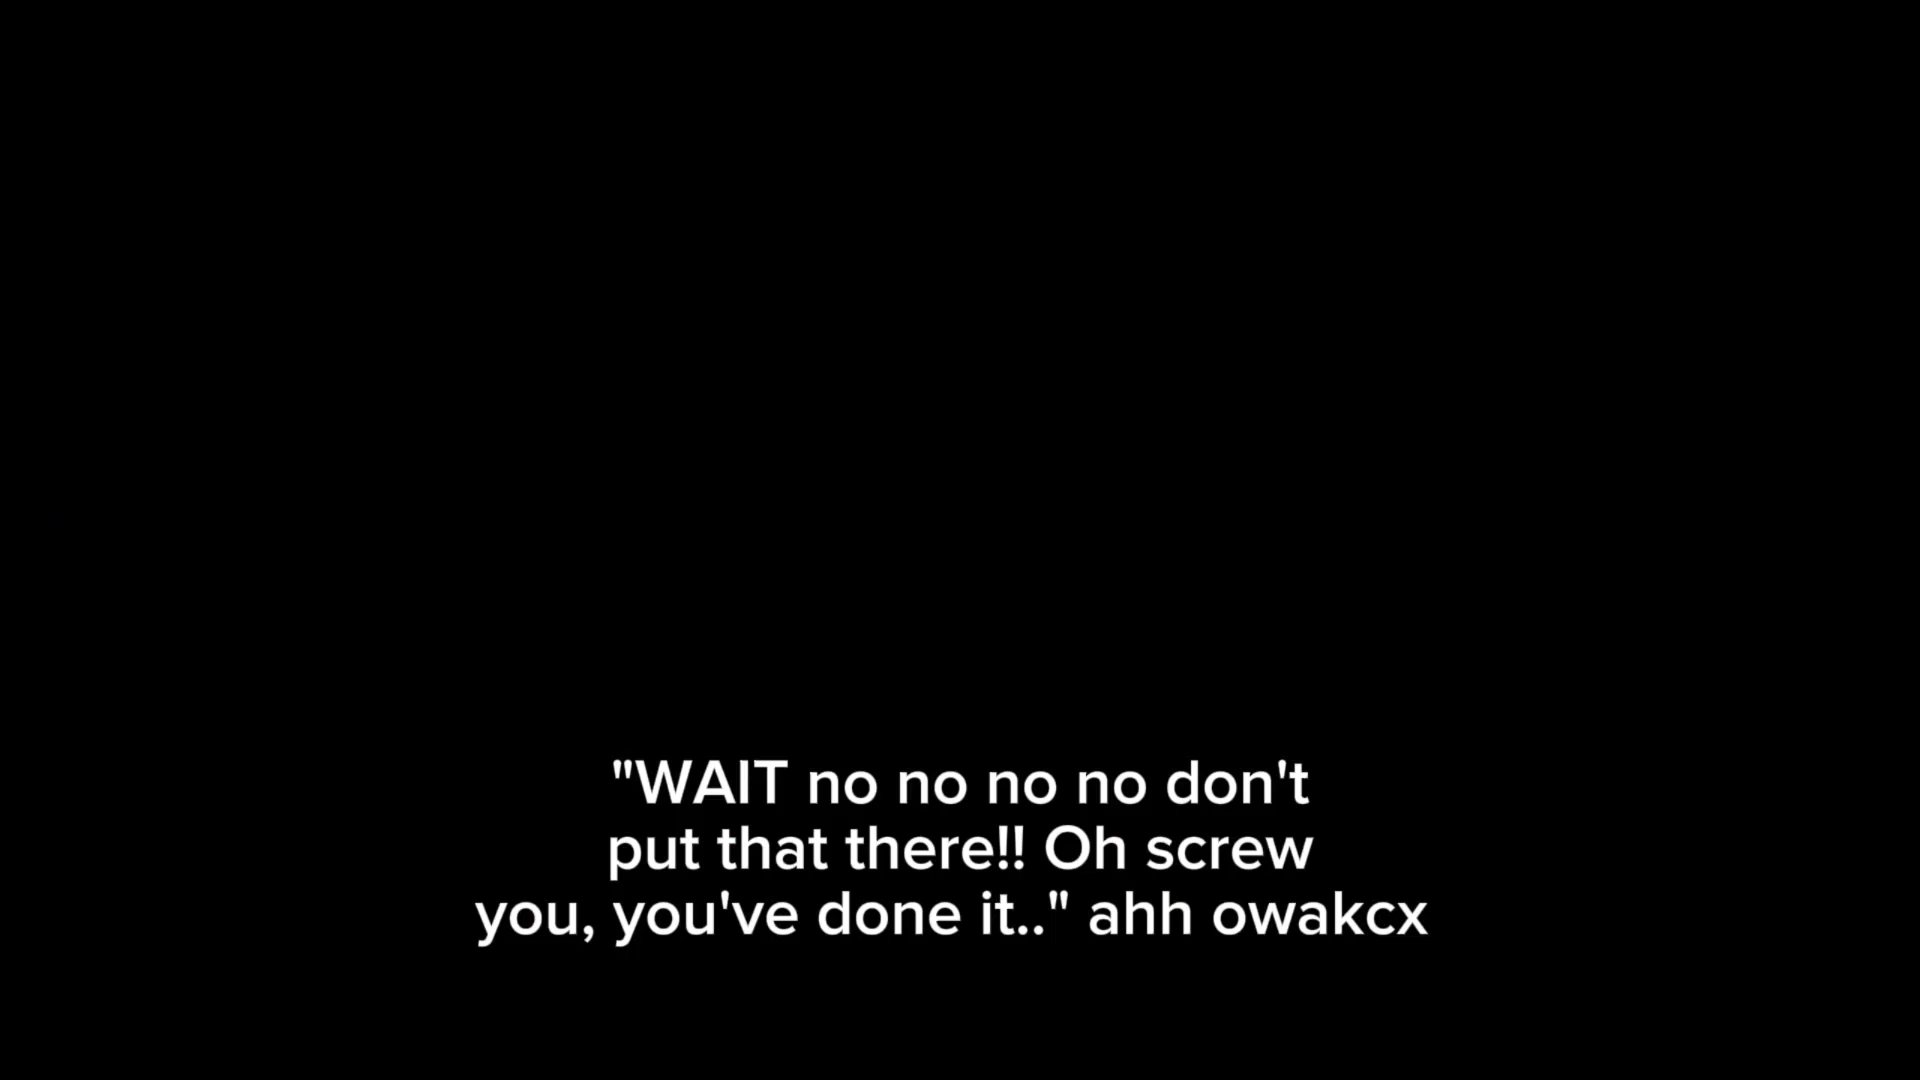 "WAIT no no no no don't
put that there!! Oh screw
you, you've done it.." ahh owakcx